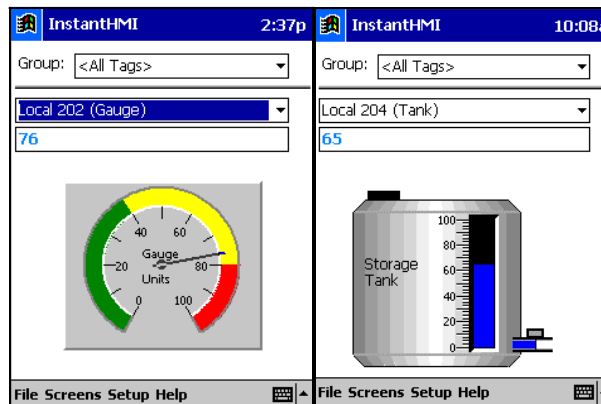 InstantHMI 2:37p
Group: <All Tags>
Local 202 (Gauge)
76
40 60
20 80
Gauge
Units
0 100
File Screens Setup Help
InstantHMI 10:08a
Group: <All Tags>
Local 204 (Tank)
65
Storage
Tank
100
80
60
40
20
0
File Screens Setup Help